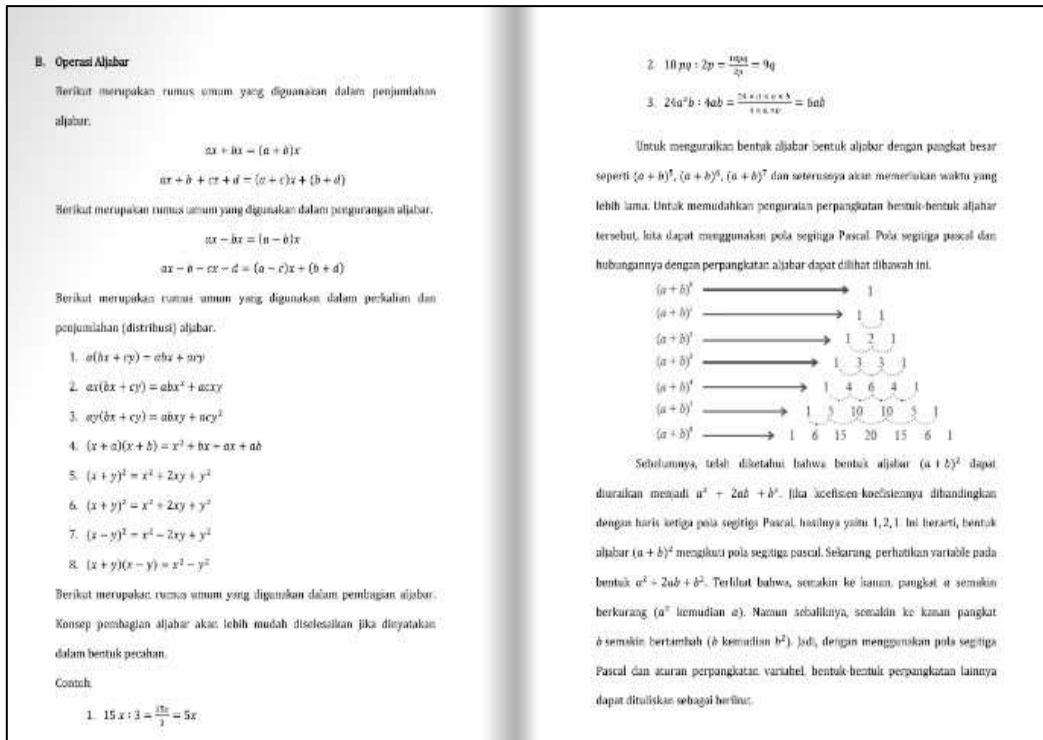 B. Operasi Aljabar
Berikut merupakan rumus umum yang diguanakan dalam penjumlahan
aljabar.
ax + bx = (a + b)x
ax + b + cx + d = (a + c)x + (b + d)
Berikut merupakan rumus umum yang digunakan dalam pengurangan aljabar.
ax − bx = (a − b)x
ax − b − cx − d = (a − c)x + (b + d)
Berikut merupakan rumus umum yang digunakan dalam perkalian dan
penjumlahan (distribusi) aljabar.
1. a(bx + cy) = abx + acy
2. ax(bx + cy) = abx² + acxy
3. ay(bx + cy) = abxy + acy²
4. (x + a)(x + b) = x² + bx + ax + ab
5. (x + y)² = x² + 2xy + y²
6. (x + y)² = x² + 2xy + y²
7. (x − y)² = x² − 2xy + y²
8. (x + y)(x − y) = x² − y²
Berikut merupakan rumus umum yang digunakan dalam pembagian aljabar.
Konsep pembagian aljabar akan lebih mudah diselesaikan jika dinyatakan
dalam bentuk pecahan.
Contoh:
1. 15 x : 3 = 15x/3 = 5x
2. 18 pq : 2p = 18pq/2p = 9q
3. 24a²b : 4ab = = 6ab
Untuk menguraikan bentuk aljabar bentuk aljabar dengan pangkat besar
seperti (a + b)⁵, (a + b)⁶, (a + b)⁷ dan seterusnya akan memerlukan waktu yang
lebih lama. Untuk memudahkan penguraian perpangkatan bentuk-bentuk aljabar
tersebut, kita dapat menggunakan pola segitiga Pascal. Pola segitiga pascal dan
hubungannya dengan perpangkatan aljabar dapat dilihat dibawah ini.
(a + b)⁰ 1
(a + b)¹ 1 1
(a + b)² 1 2 1
(a + b)³ 1 3 3 1
(a + b)⁴ 1 4 6 4 1
(a + b)⁵ 1 5 10 10 5 1
(a + b)⁶ 1 6 15 20 15 6 1
Sebelumnya, telah diketahui bahwa bentuk aljabar (a + b)² dapat
diuraikan menjadi a² + 2ab + b². Jika koefisien-koefisiennya dibandingkan
dengan baris ketiga pola segitiga Pascal, hasilnya yaitu 1, 2, 1. Ini berarti, bentuk
aljabar (a + b)² mengikuti pola segitiga pascal. Sekarang, perhatikan variable pada
bentuk a² + 2ab + b². Terlihat bahwa, semakin ke kanan, pangkat a semakin
berkurang (a² kemudian a). Namun sebaliknya, semakin ke kanan pangkat
b semakin bertambah (b kemudian b²). Jadi, dengan menggunakan pola segitiga
Pascal dan aturan perpangkatan variabel, bentuk-bentuk perpangkatan lainnya
dapat dituliskan sebagai berikut.